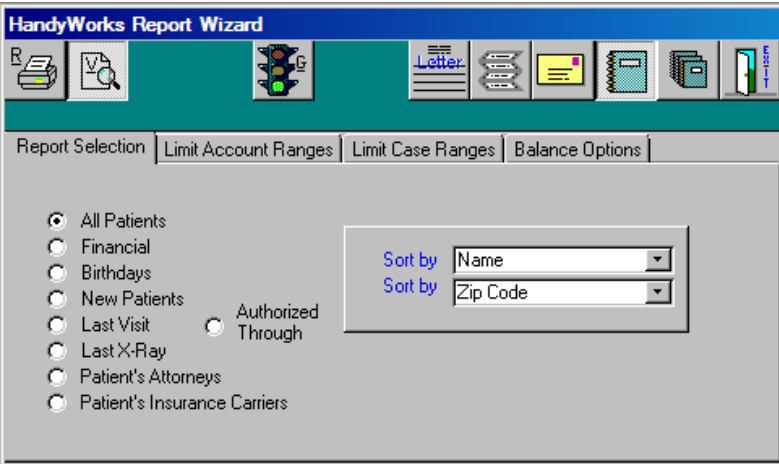 HandyWorks Report Wizard
R
V
G
Letter
EXIT
Report Selection
Limit Account Ranges
Limit Case Ranges
Balance Options
All Patients
Financial
Birthdays
New Patients
Last Visit
Authorized
Through
Last X-Ray
Patient's Attorneys
Patient's Insurance Carriers
Sort by
Name
Sort by
Zip Code